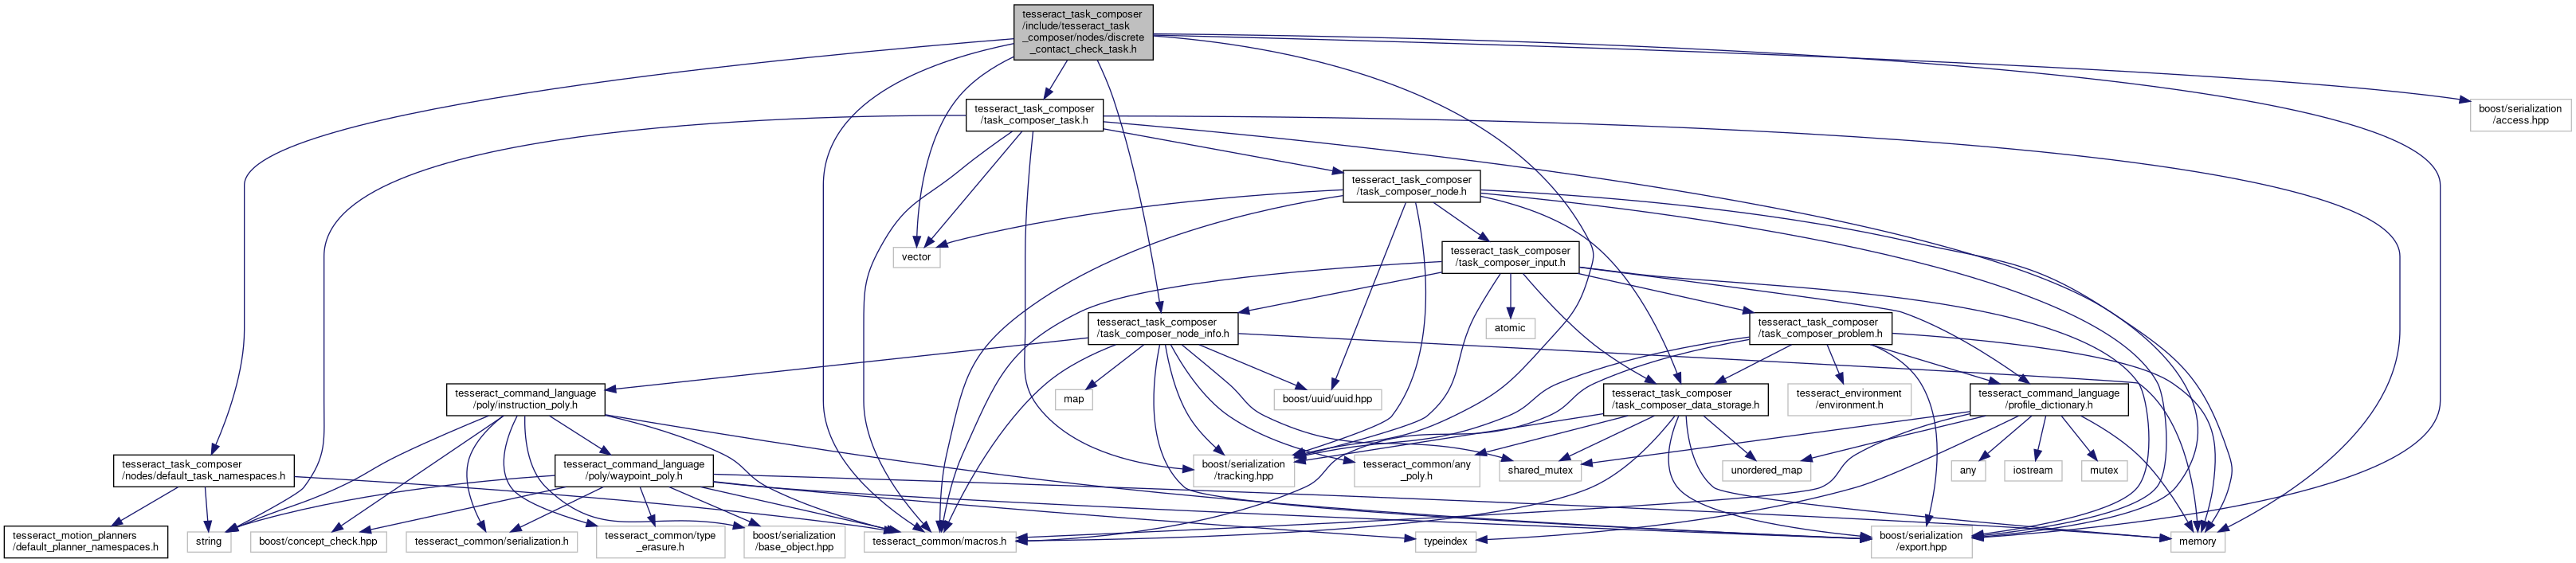 tesseract_task_composer
/include/tesseract_task
_composer/nodes/discrete
_contact_check_task.h
tesseract_task_composer
/task_composer_task.h
boost/serialization
/access.hpp
tesseract_task_composer
/task_composer_node.h
vector
tesseract_task_composer
/task_composer_input.h
tesseract_task_composer
/task_composer_node_info.h
atomic
tesseract_task_composer
/task_composer_problem.h
tesseract_command_language
/poly/instruction_poly.h
map
boost/uuid/uuid.hpp
tesseract_task_composer
/task_composer_data_storage.h
tesseract_environment
/environment.h
tesseract_command_language
/profile_dictionary.h
tesseract_task_composer
/nodes/default_task_namespaces.h
tesseract_command_language
/poly/waypoint_poly.h
boost/serialization
/tracking.hpp
tesseract_common/any
_poly.h
shared_mutex
unordered_map
any
iostream
mutex
tesseract_motion_planners
/default_planner_namespaces.h
string
boost/concept_check.hpp
tesseract_common/serialization.h
tesseract_common/type
_erasure.h
boost/serialization
/base_object.hpp
tesseract_common/macros.h
typeindex
boost/serialization
/export.hpp
memory